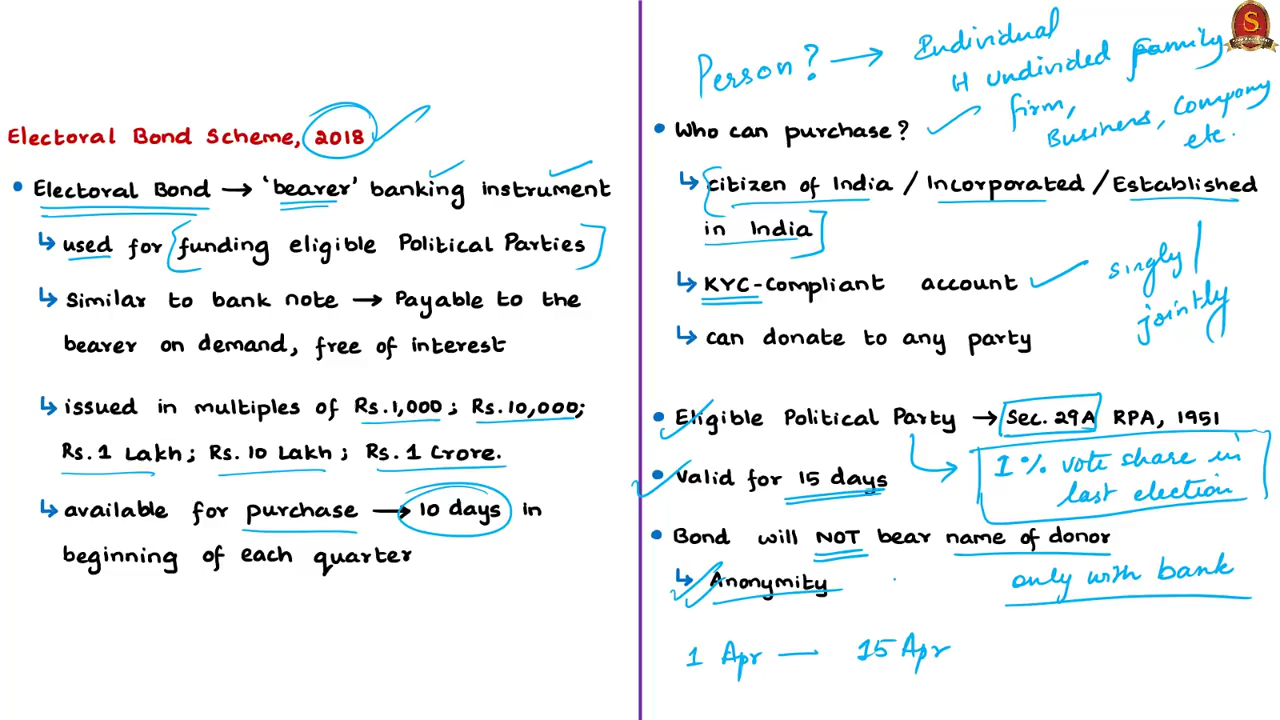 Electoral Bond Scheme, 2018
• Electoral Bond → 'bearer' banking instrument
↳ used for funding eligible Political Parties
↳ Similar to bank note → Payable to the
bearer on demand, free of interest
↳ issued in multiples of Rs.1,000; Rs.10,000;
Rs.1 Lakh; Rs.10 Lakh; Rs.1 Crore.
↳ available for purchase → 10 days in
beginning of each quarter
Person? → Individual
H undivided family
firm,
Business, Company
etc.
• Who can purchase?
↳ citizen of India / Incorporated / Established
in India
↳ KYC-Compliant account
singly /
jointly
↳ can donate to any party
• Eligible Political Party → Sec. 29A RPA, 1951
1% vote share in
last election
• Valid for 15 days
• Bond will NOT bear name of donor
↳ Anonymity
only with bank
1 Apr — 15 Apr
S